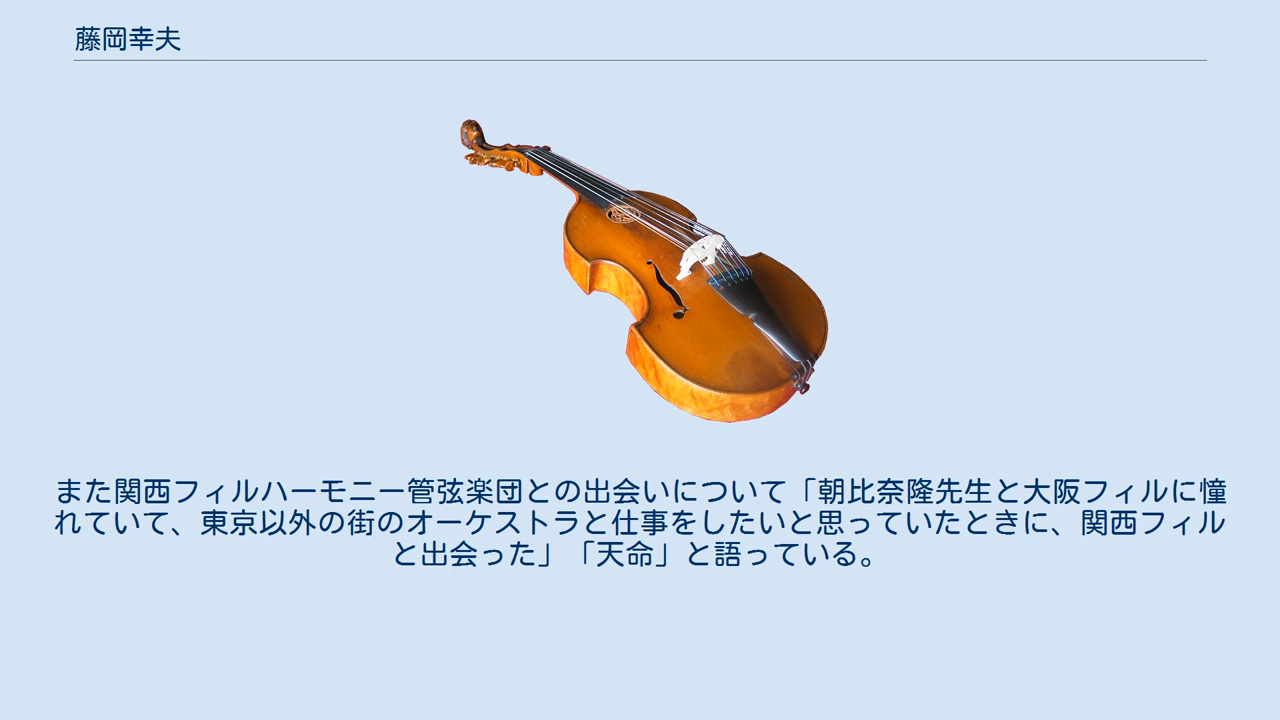 藤岡幸夫
また関西フィルハーモニー管弦楽団との出会いについて「朝比奈隆先生と大阪フィルに憧
れていて、東京以外の街のオーケストラと仕事をしたいと思っていたときに、関西フィル
と出会った」「天命」と語っている。